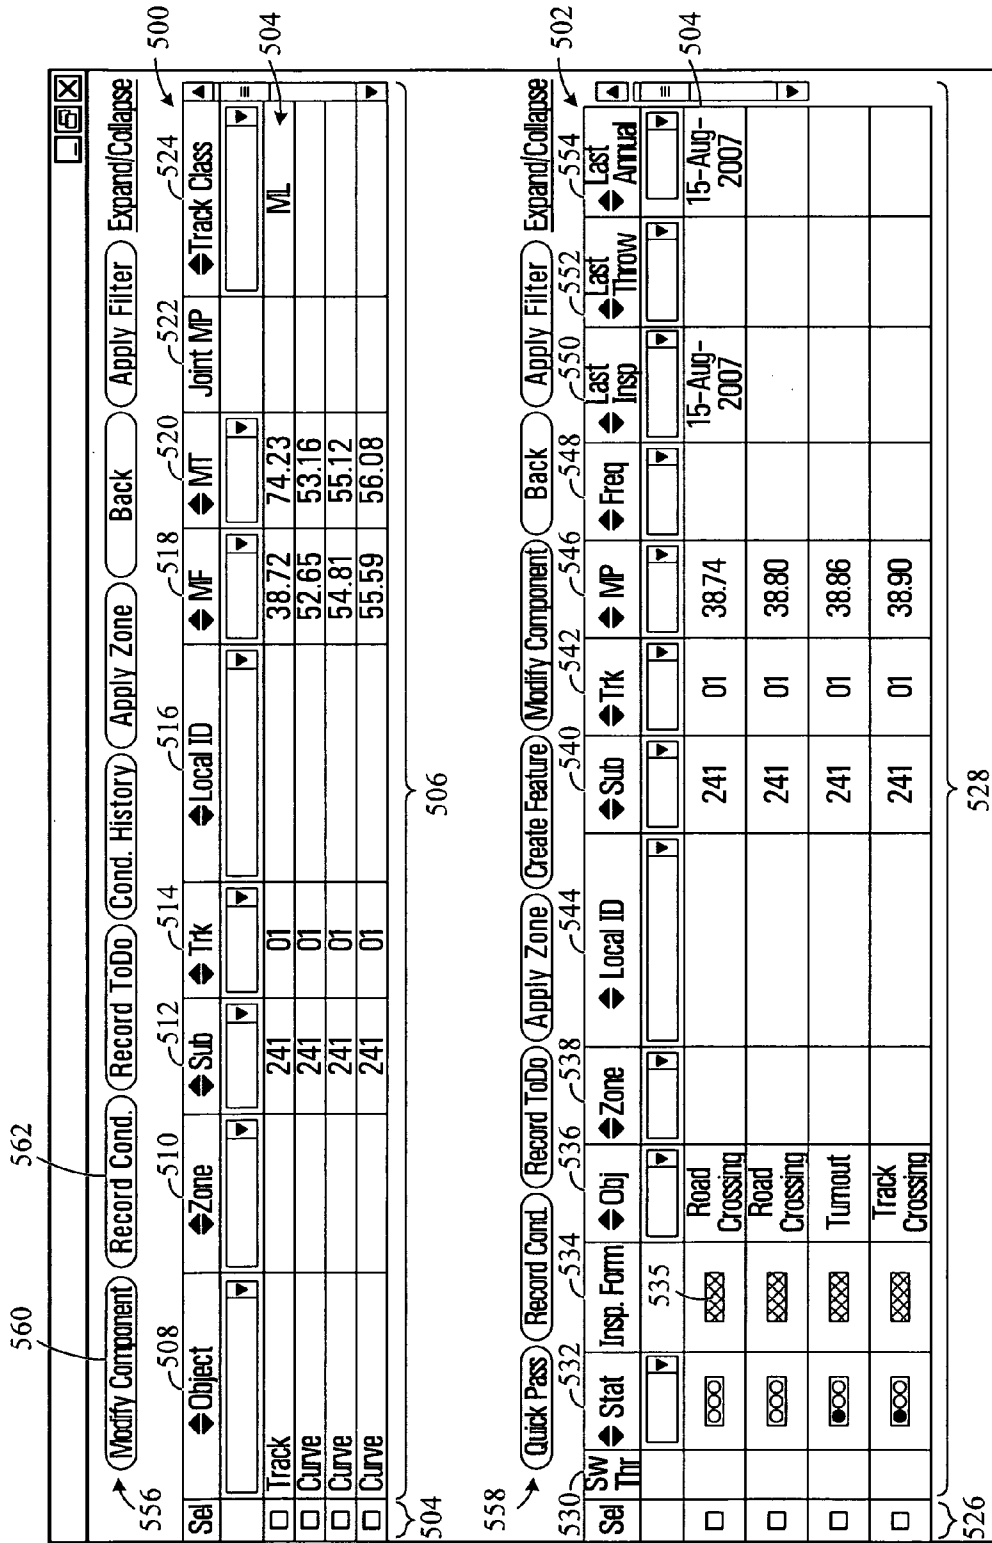 560
562
556
Modify Component Record Cond. Record ToDo Cond. History Apply Zone Back Apply Filter Expand/Collapse
508 510 512 514 516 518 520 522 524 500
Sel Object Zone Sub Trk Local ID MF MT Joint MP Track Class
Track 241 01 38.72 74.23 ML 504
Curve 241 01 52.65 53.16
Curve 241 01 54.81 55.12
Curve 241 01 55.59 56.08
504 506
558
Quick Pass Record Cond. Record ToDo Apply Zone Create Feature Modify Component Back Apply Filter Expand/Collapse
530 532 534 536 538 544 540 542 546 548 550 552 554 502
Sel Sw Thr Stat Insp. Form Obj Zone Local ID Sub Trk MP Freq Last Insp Last Throw Last Annual
535 504
Road Crossing 241 01 38.74 15-Aug-2007 15-Aug-2007
Road Crossing 241 01 38.80
Turnout 241 01 38.86
Track Crossing 241 01 38.90
526 528